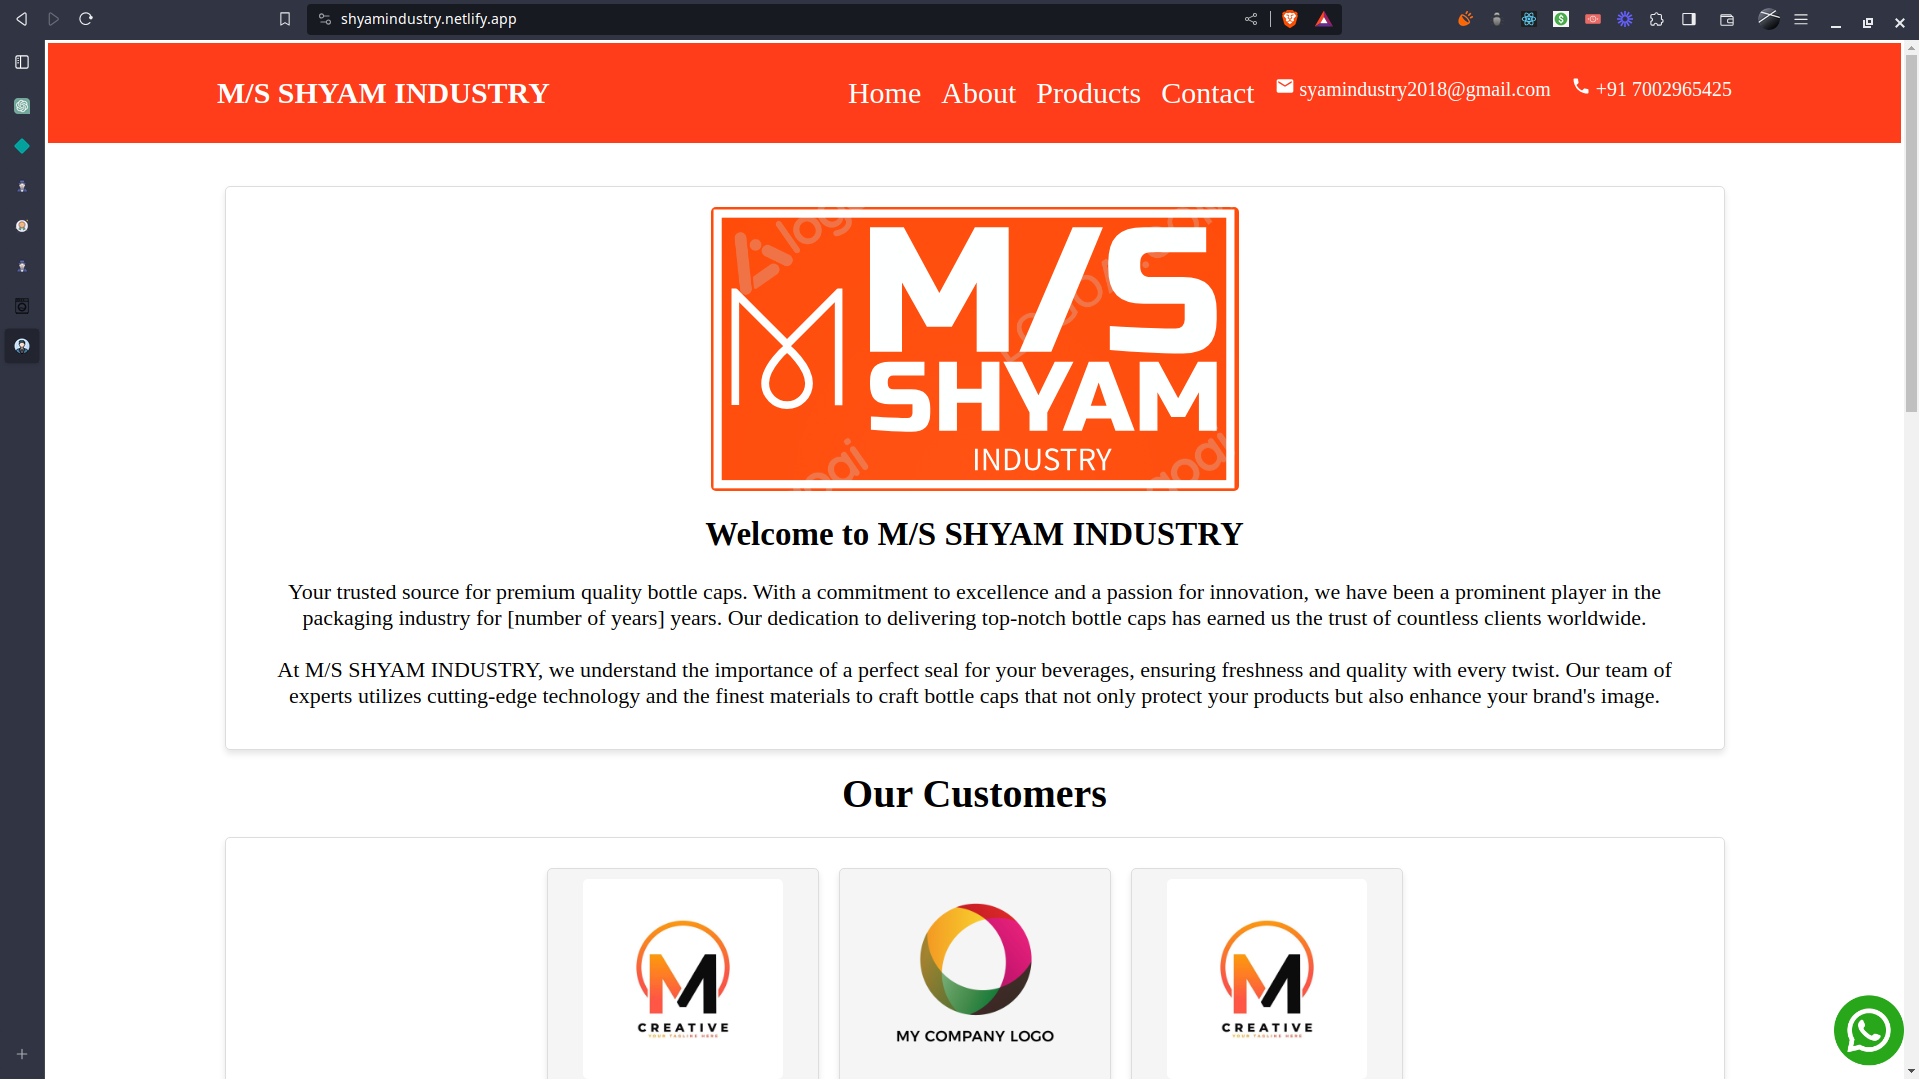 shyamindustry.netlify.app
M/S SHYAM INDUSTRY
Home About Products Contact syamindustry2018@gmail.com +91 7002965425
M/S
SHYAM
INDUSTRY
Welcome to M/S SHYAM INDUSTRY
Your trusted source for premium quality bottle caps. With a commitment to excellence and a passion for innovation, we have been a prominent player in the
packaging industry for [number of years] years. Our dedication to delivering top-notch bottle caps has earned us the trust of countless clients worldwide.
At M/S SHYAM INDUSTRY, we understand the importance of a perfect seal for your beverages, ensuring freshness and quality with every twist. Our team of
experts utilizes cutting-edge technology and the finest materials to craft bottle caps that not only protect your products but also enhance your brand's image.
Our Customers
CREATIVE
YOUR TAGLINE HERE
MY COMPANY LOGO
CREATIVE
YOUR TAGLINE HERE